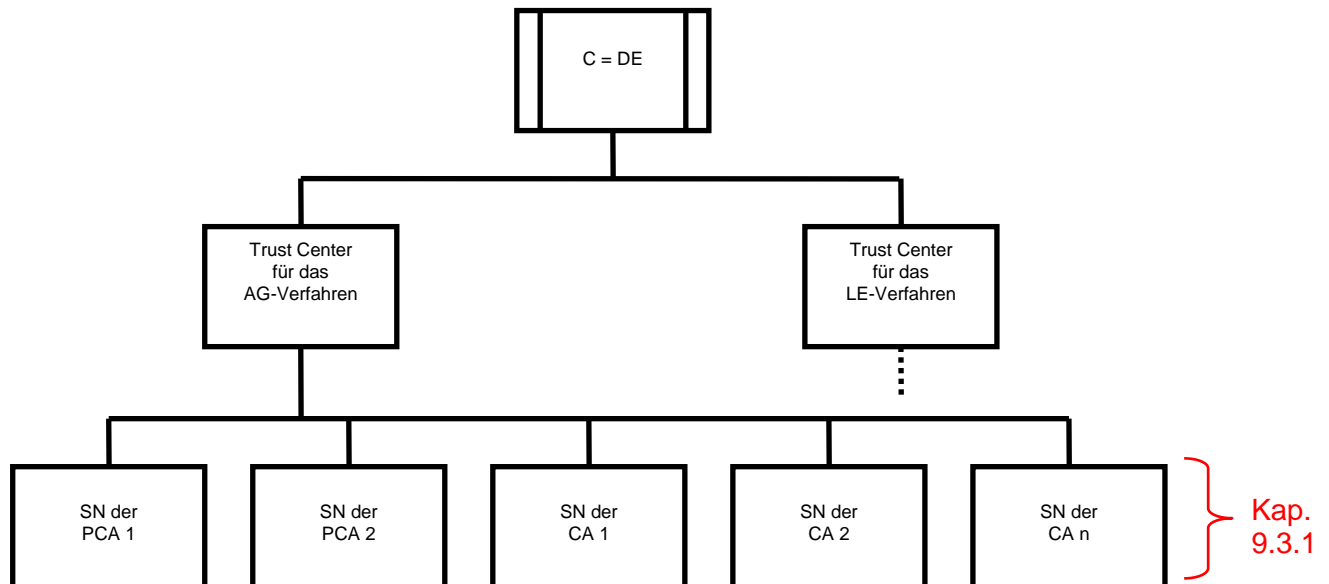 C = DE
Trust Center
für das
AG-Verfahren
Trust Center
für das
LE-Verfahren
SN der
PCA 1
SN der
PCA 2
SN der
CA 1
SN der
CA 2
SN der
CA n
Kap.
9.3.1